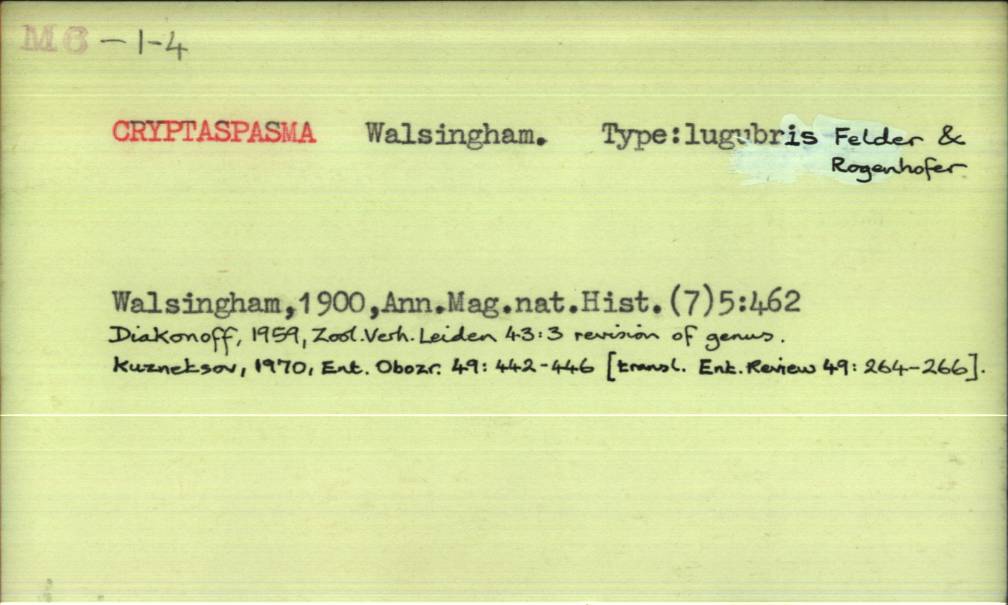 M6 - 1-4
CRYPTASPASMA Walsingham. Type:lugubris Felder &
Rogenhofer
Walsingham,1900,Ann.Mag.nat.Hist.(7)5:462
Diakonoff, 1959, Zool. Verh. Leiden 43:3 revision of genus.
Kuznetsov, 1970, Ent. Obozr. 49: 442-446 [transl. Ent. Review 49: 264-266].